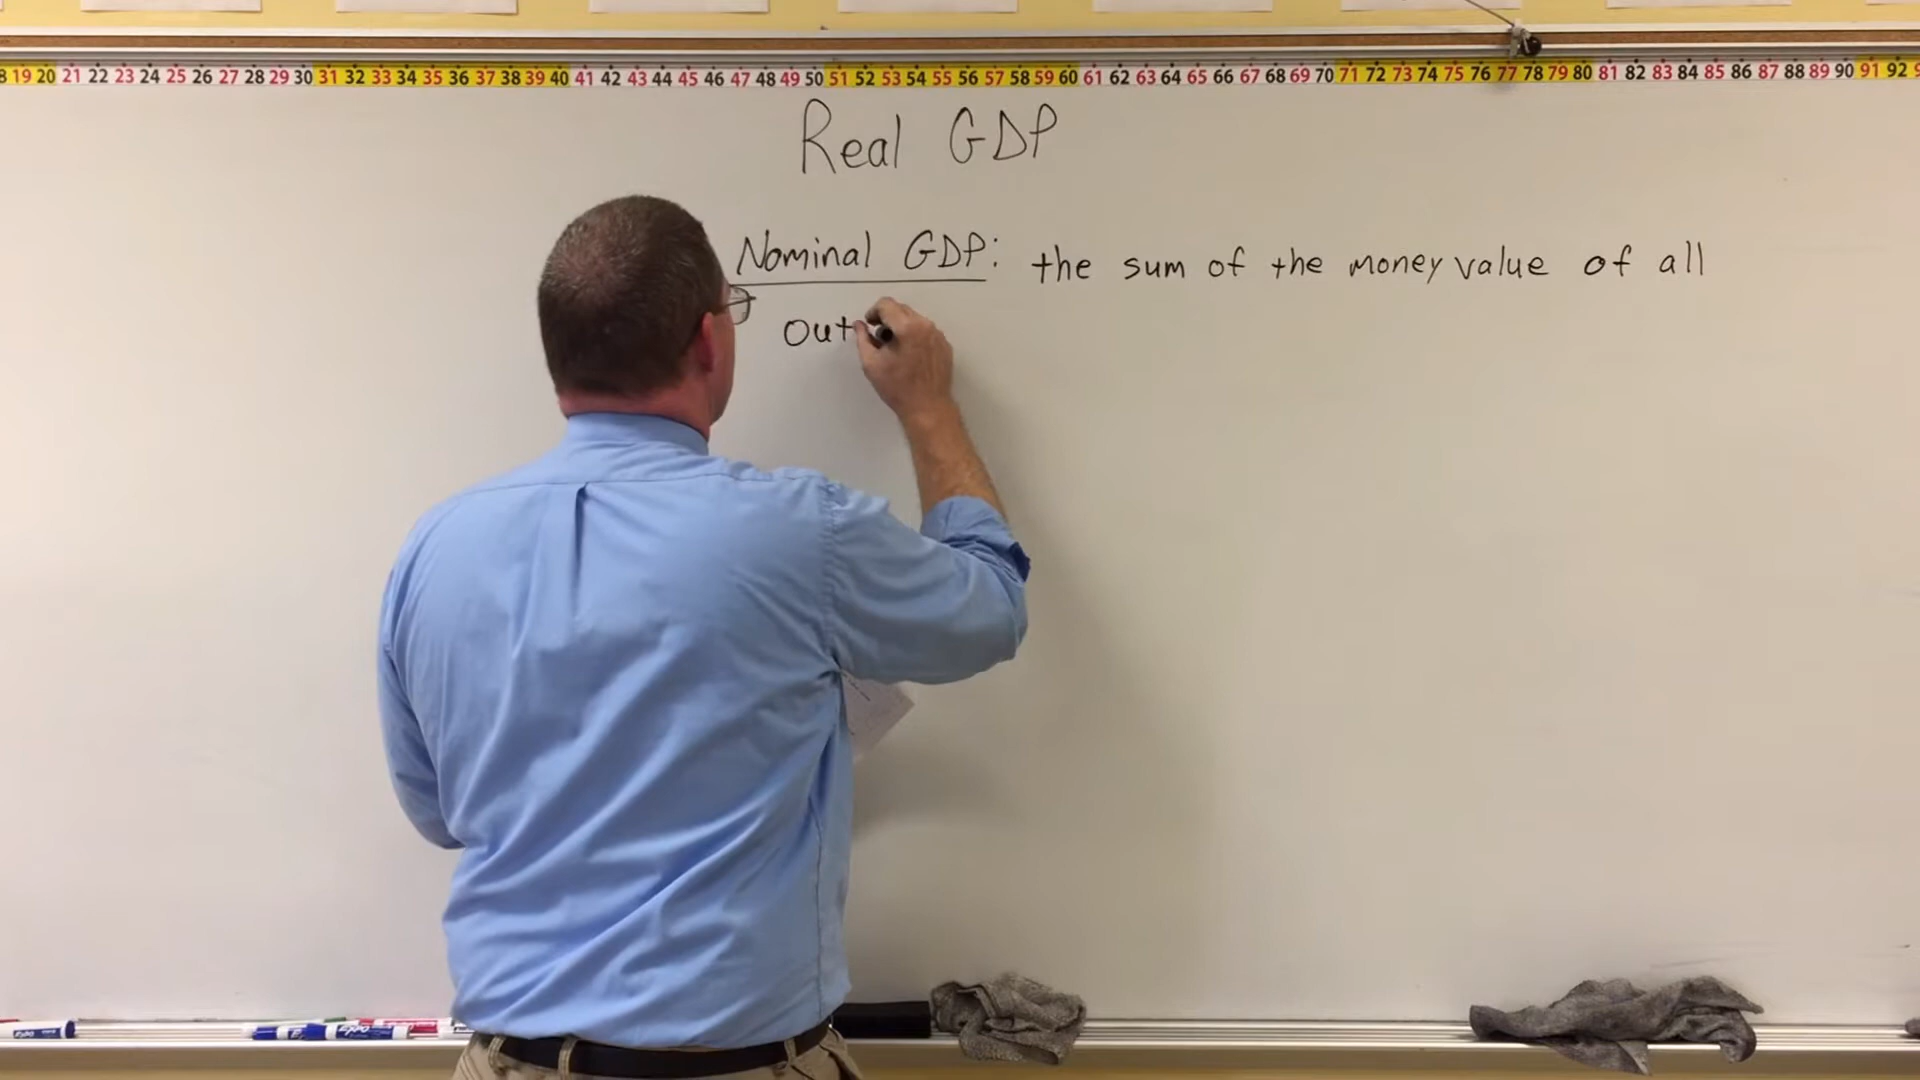 8 19 20 21 22 23 24 25 26 27 28 29 30 31 32 33 34 35 36 37 38 39 40 41 42 43 44 45 46 47 48 49 50 51 52 53 54 55 56 57 58 59 60 61 62 63 64 65 66 67 68 69 70 71 72 73 74 75 76 77 78 79 80 81 82 83 84 85 86 87 88 89 90 91 92 9
Real GDP
Nominal GDP: the sum of the money value of all
out